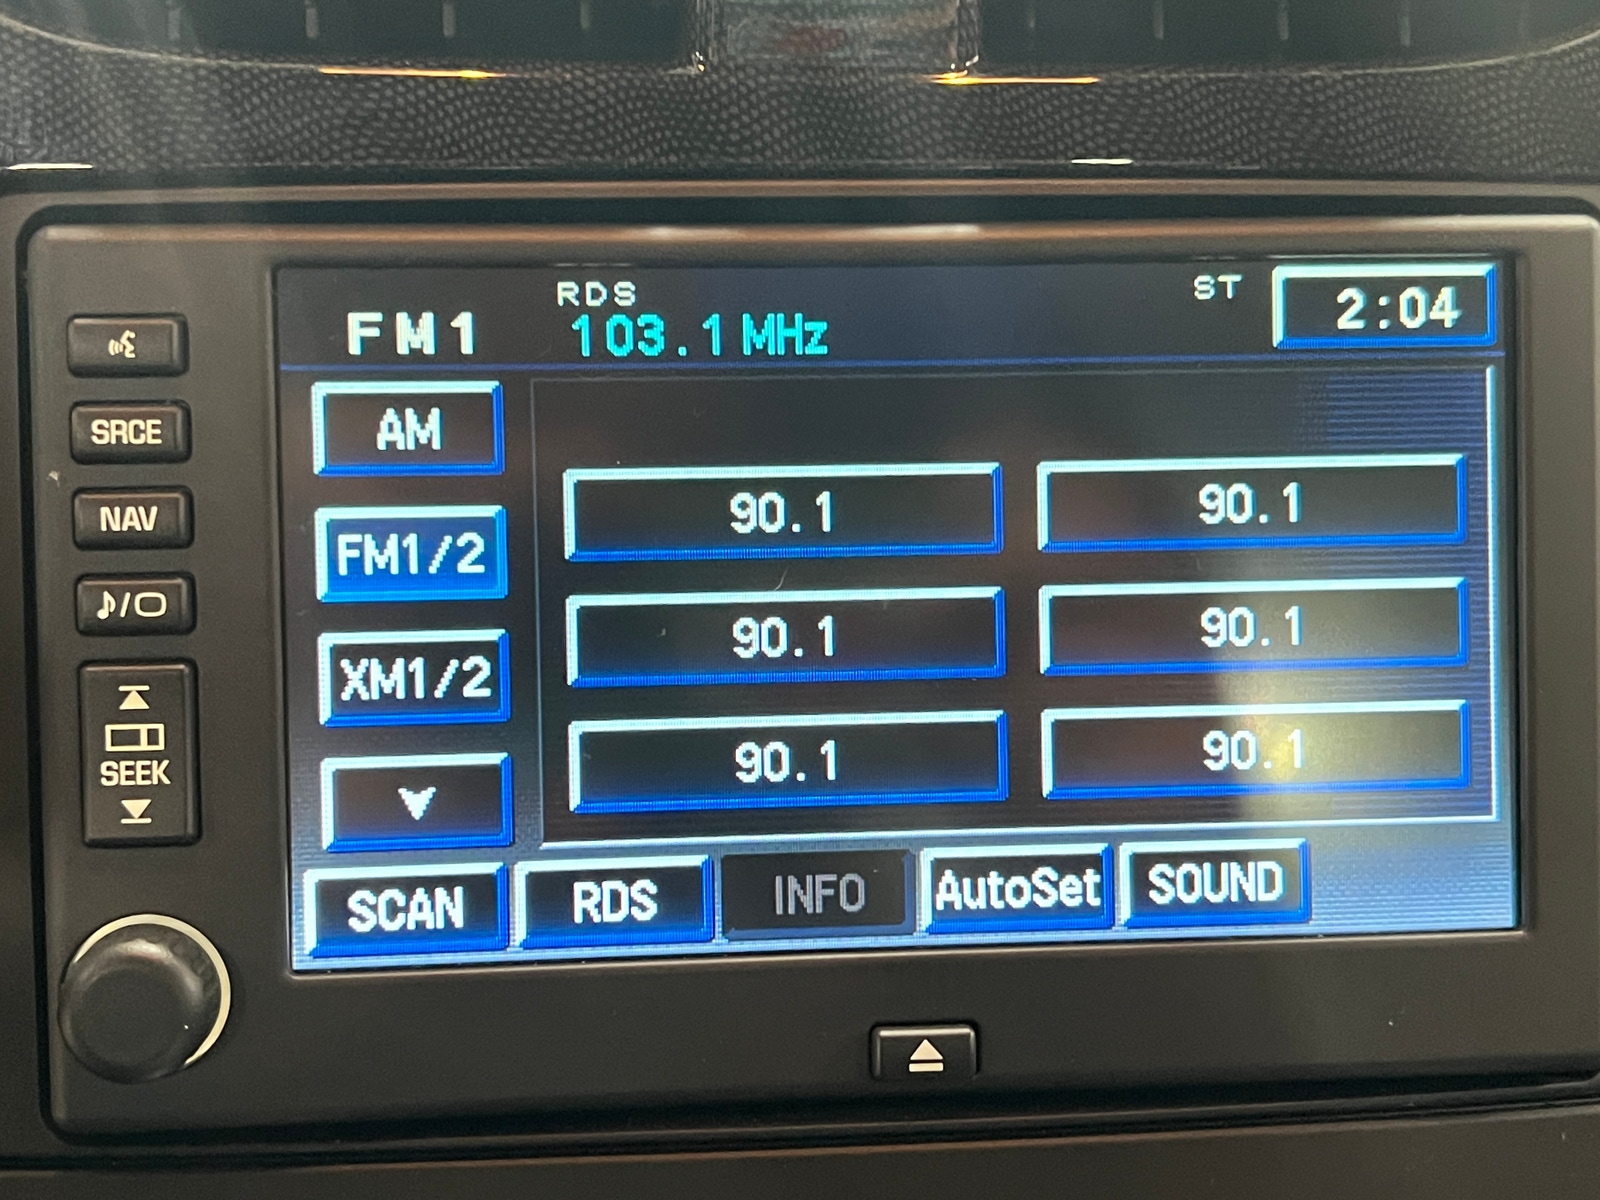 RDS
ST
FM1
103.1 MHz
2:04
SRCE
NAV
SEEK
AM
FM1/2
XM1/2
90.1
90.1
90.1
90.1
90.1
90.1
SCAN
RDS
INFO
AutoSet
SOUND